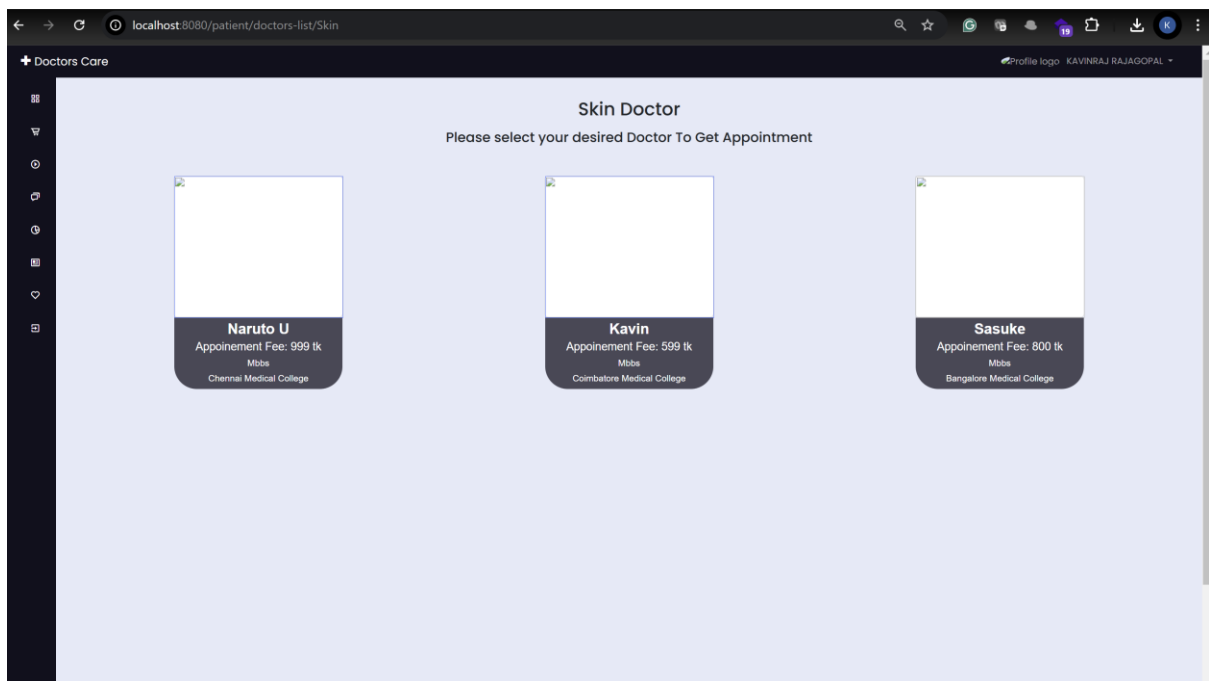 localhost:8080/patient/doctors-list/Skin
19
K
Doctors Care
Profile logo KAVINRAJ RAJAGOPAL
Skin Doctor
Please select your desired Doctor To Get Appointment
Naruto U
Appoinement Fee: 999 tk
Mbbs
Chennai Medical College
Kavin
Appoinement Fee: 599 tk
Mbbs
Coimbatore Medical College
Sasuke
Appoinement Fee: 800 tk
Mbbs
Bangalore Medical College